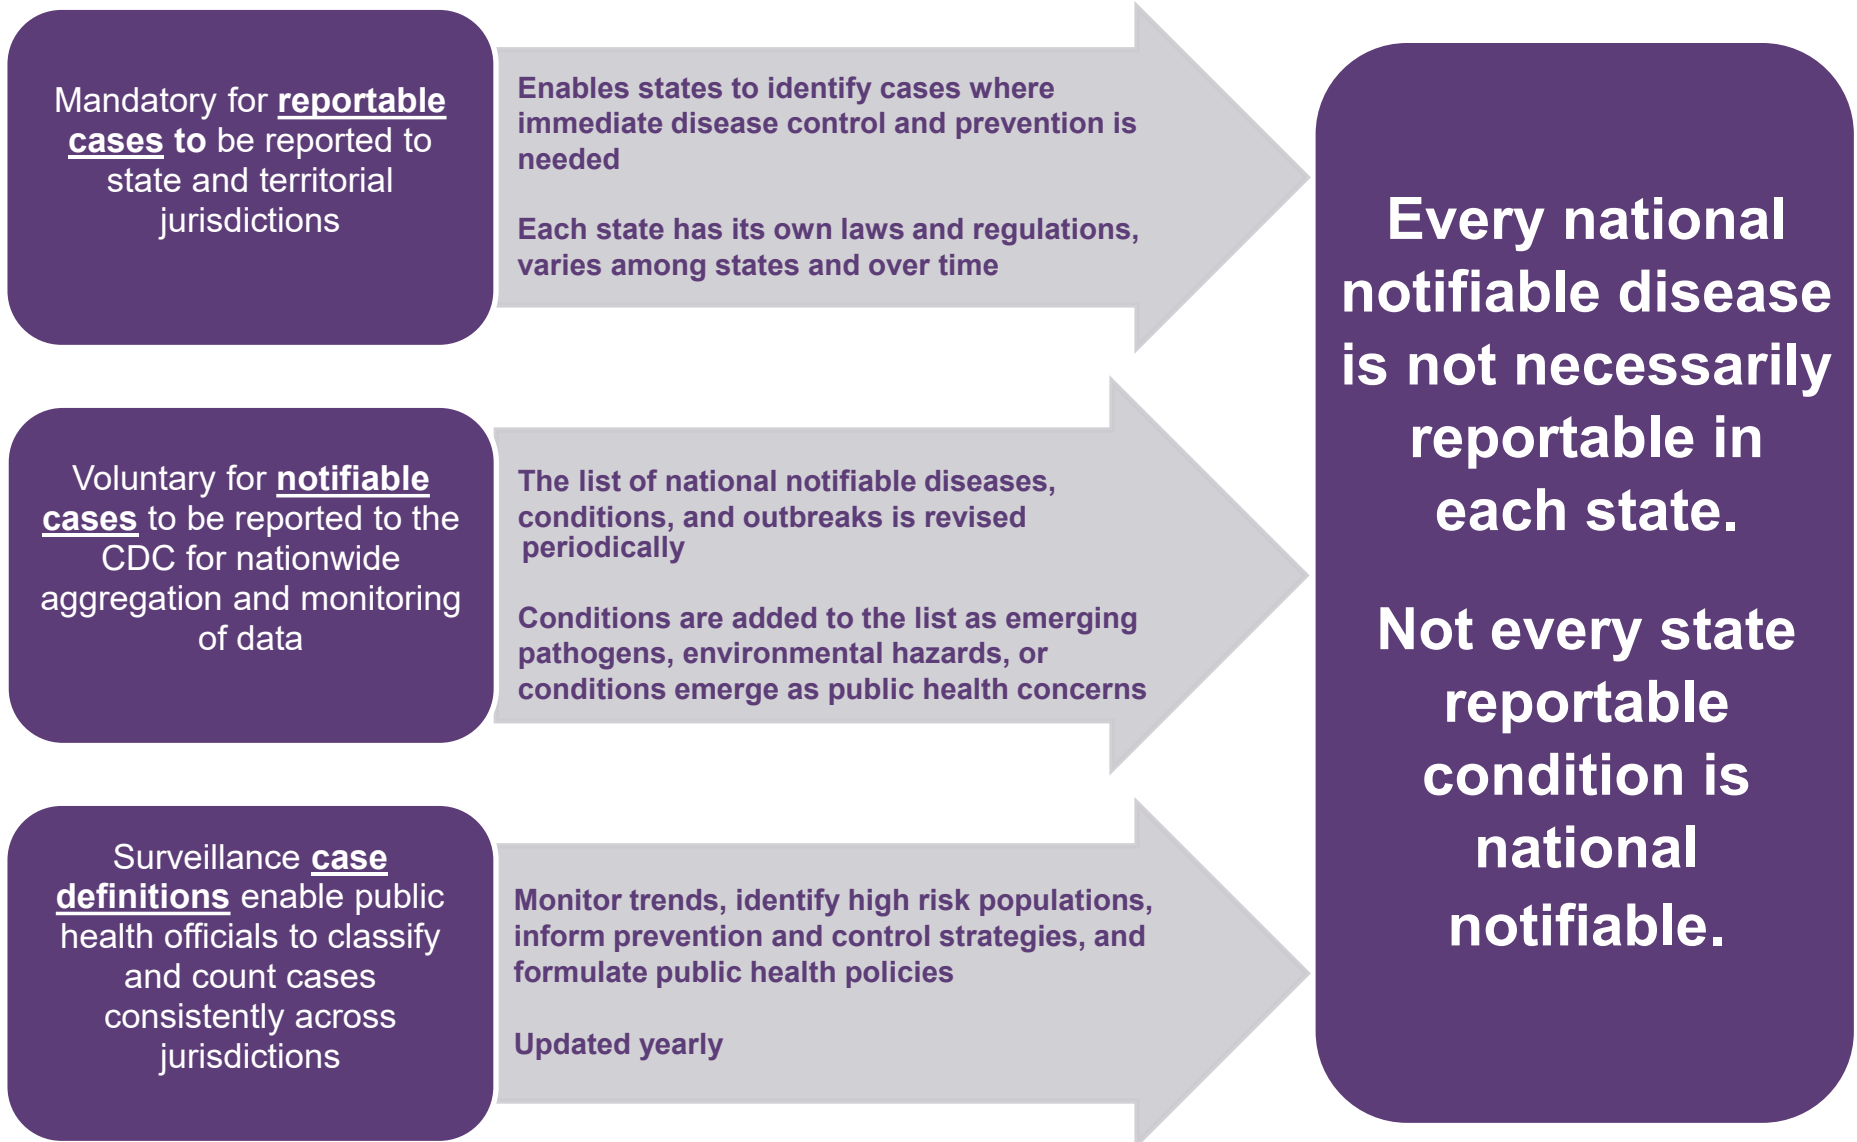 Mandatory for reportable
cases to be reported to
state and territorial
jurisdictions
Enables states to identify cases where
immediate disease control and prevention is
needed
Each state has its own laws and regulations,
varies among states and over time
Voluntary for notifiable
cases to be reported to the
CDC for nationwide
aggregation and monitoring
of data
The list of national notifiable diseases,
conditions, and outbreaks is revised
periodically
Conditions are added to the list as emerging
pathogens, environmental hazards, or
conditions emerge as public health concerns
Surveillance case
definitions enable public
health officials to classify
and count cases
consistently across
jurisdictions
Monitor trends, identify high risk populations,
inform prevention and control strategies, and
formulate public health policies
Updated yearly
Every national
notifiable disease
is not necessarily
reportable in
each state.
Not every state
reportable
condition is
national
notifiable.